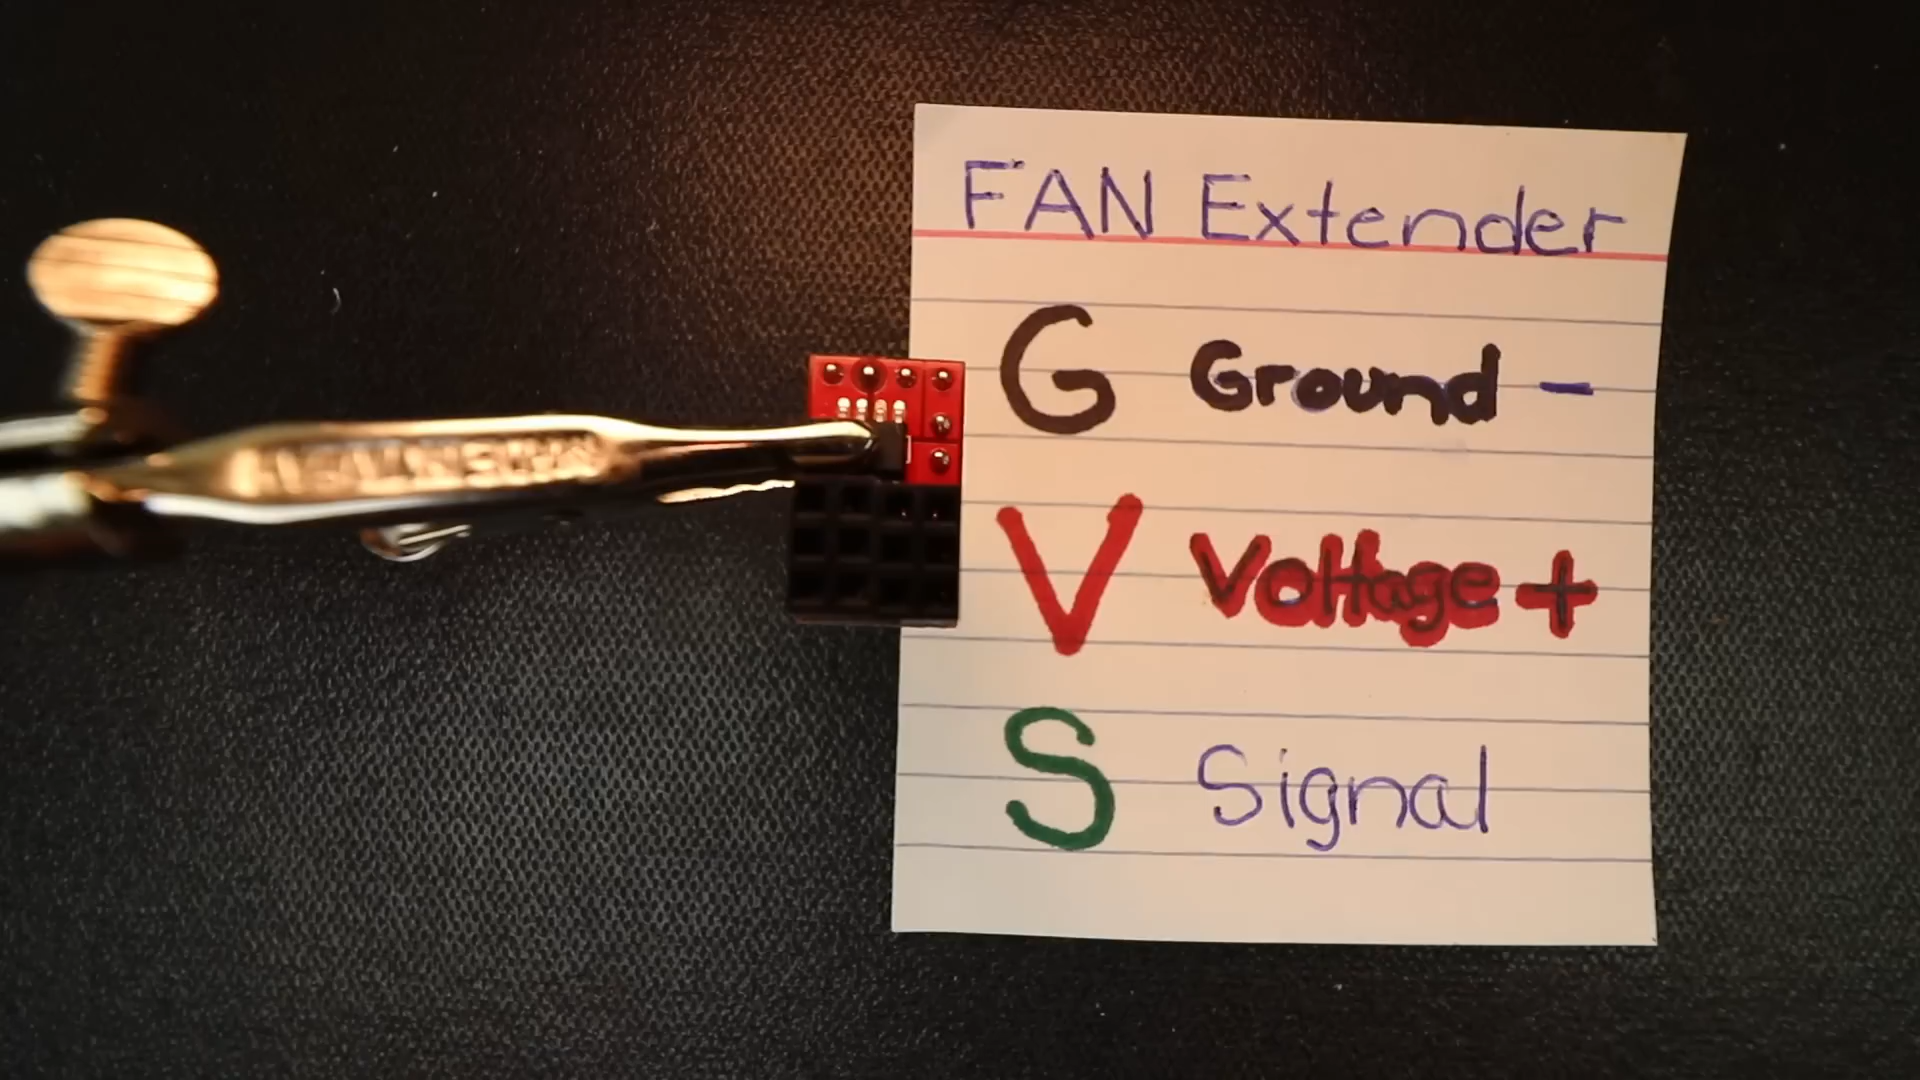 FAN Extender
G Ground -
V Voltage +
S Signal